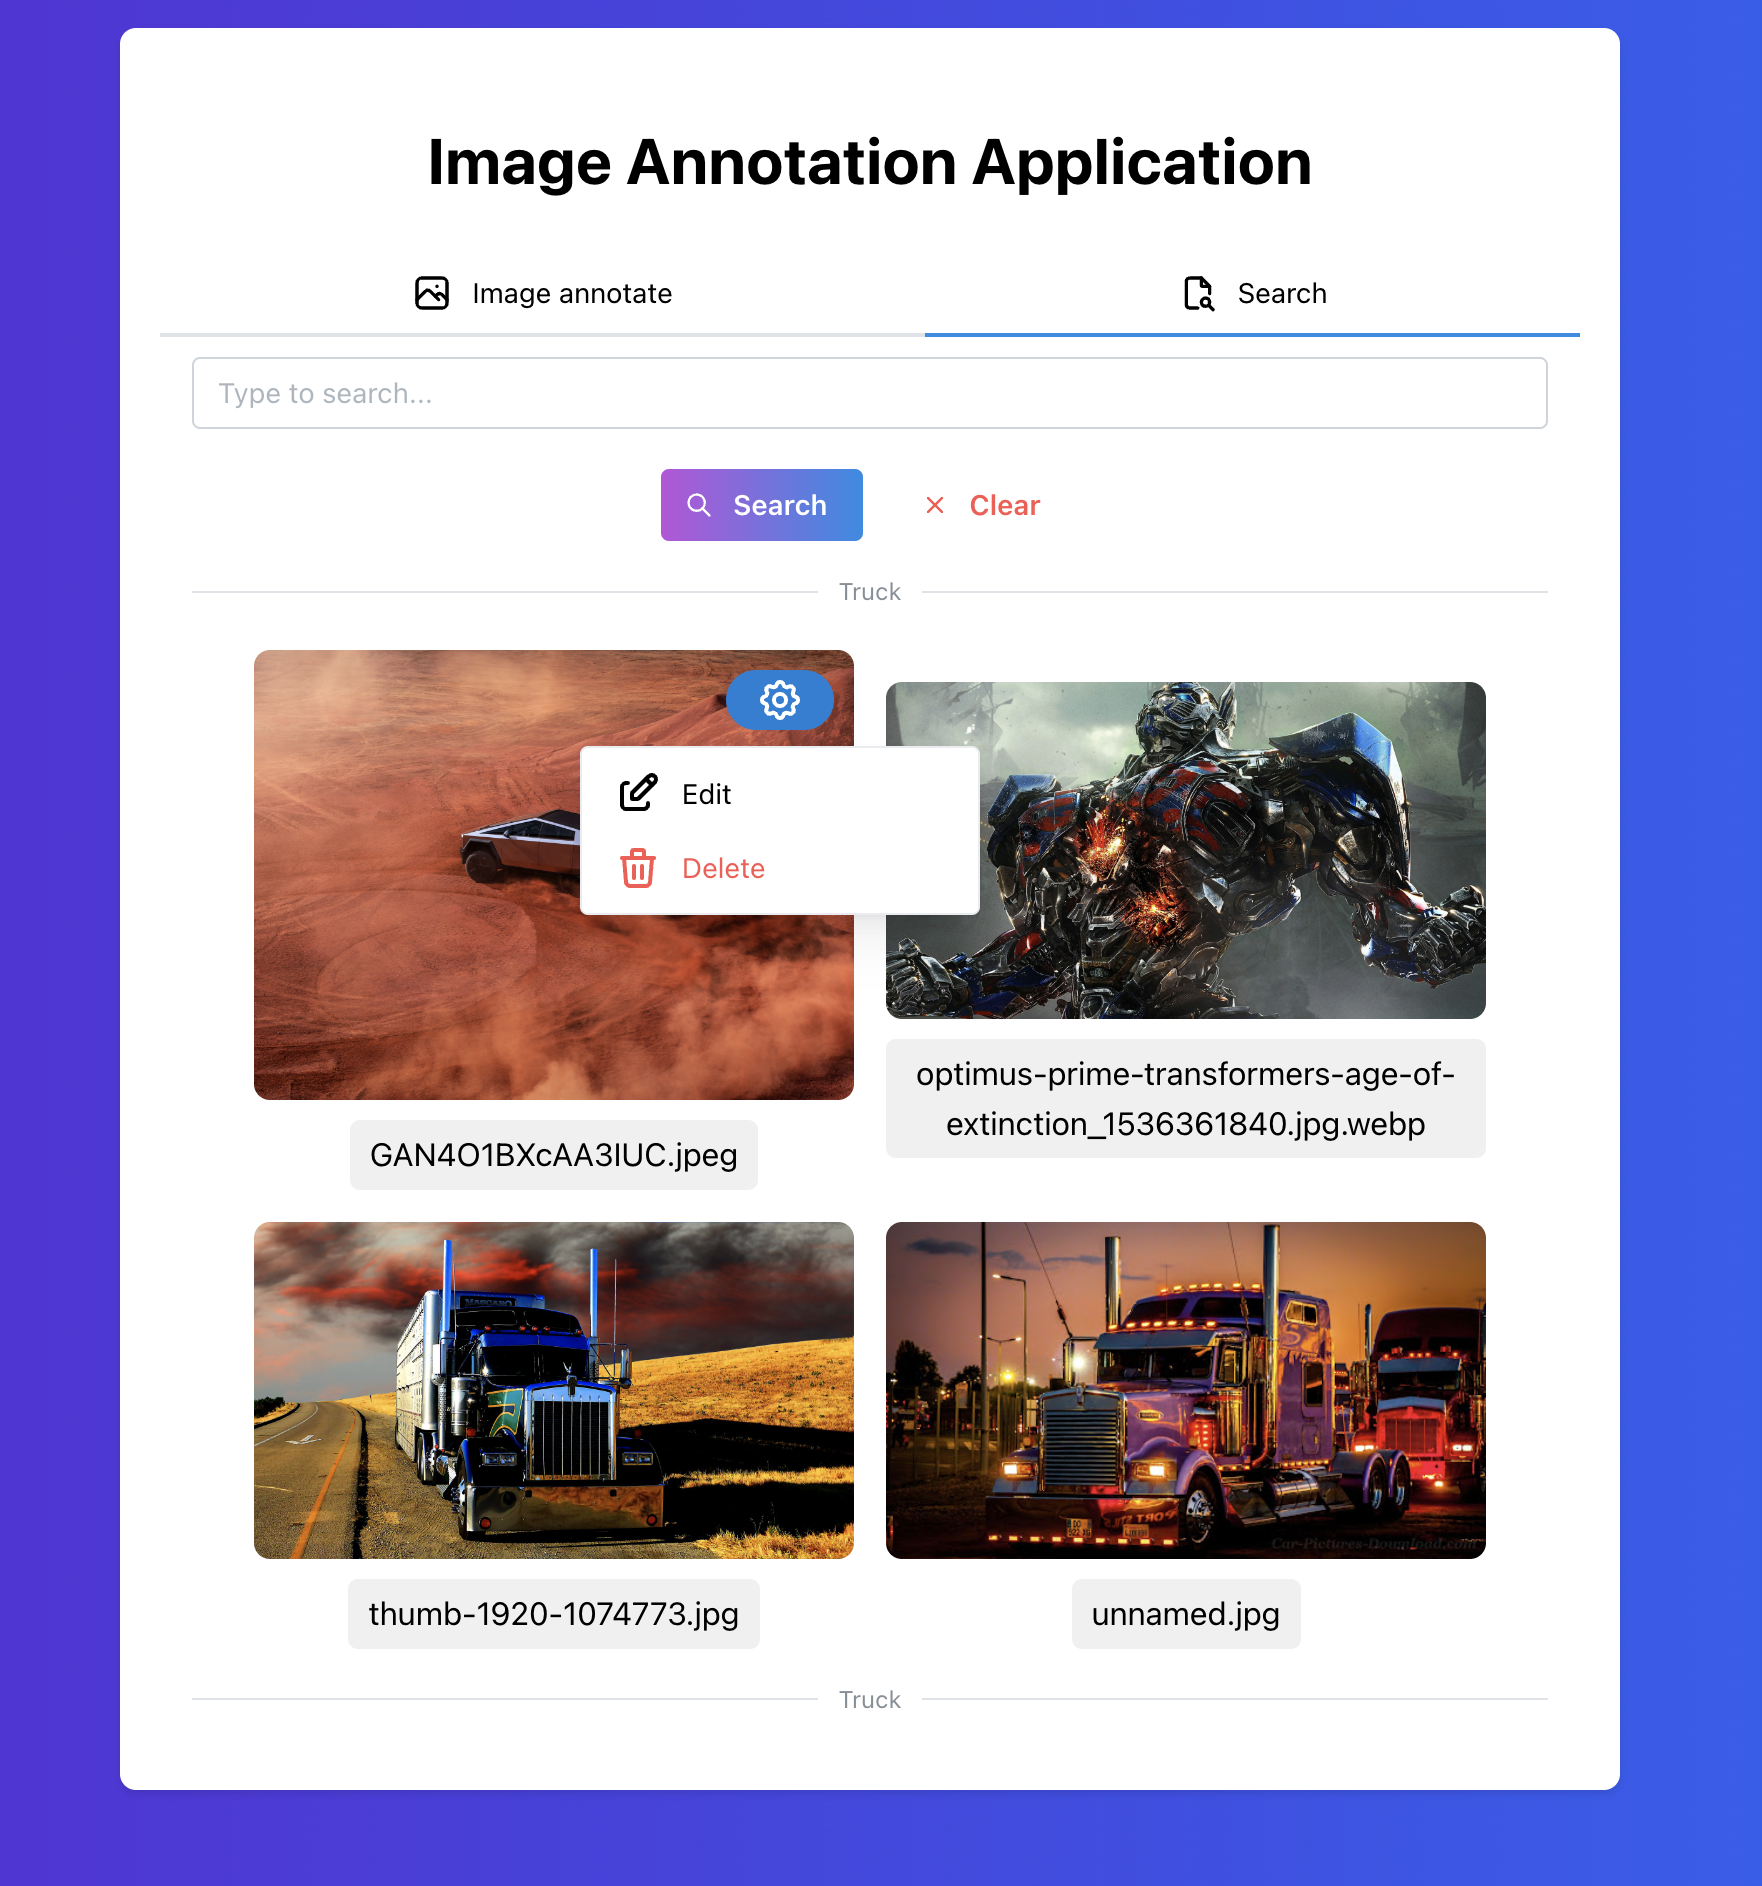 Image Annotation Application
Image annotate
Search
Type to search...
Search
Clear
Truck
Edit
Delete
GAN4O1BXcAA3IUC.jpeg
optimus-prime-transformers-age-of-
extinction_1536361840.jpg.webp
Car-Pictures-Download.com
thumb-1920-1074773.jpg
unnamed.jpg
Truck